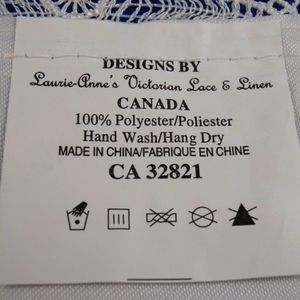 DESIGNS BY
Laurie-Anne's Victorian Lace & Linen
CANADA
100% Polyester/Poliester
Hand Wash/Hang Dry
MADE IN CHINA/FABRIQUE EN CHINE
CA 32821